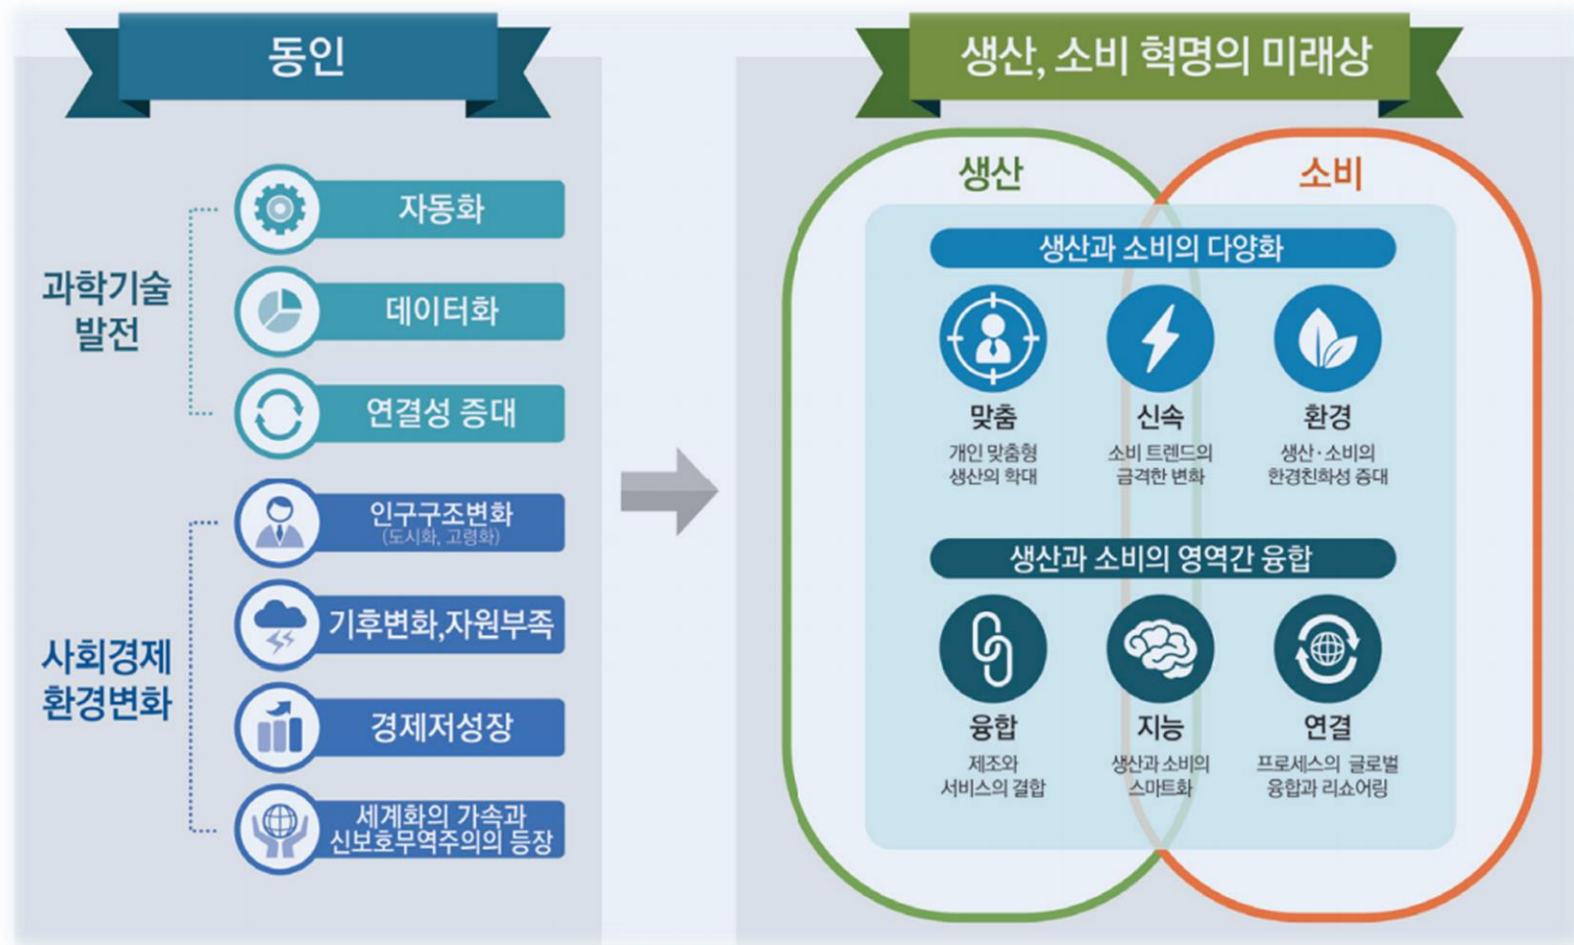 동인
과학기술
발전
자동화
데이터화
연결성 증대
사회경제
환경변화
인구구조변화
(도시화, 고령화)
기후변화,자원부족
경제저성장
세계화의 가속과
신보호무역주의의 등장
생산, 소비 혁명의 미래상
생산
소비
생산과 소비의 다양화
맞춤
개인 맞춤형
생산의 학대
신속
소비 트렌드의
금격한 변화
환경
생산·소비의
한경친화성 증대
생산과 소비의 영역간 융합
융합
제조와
서비스의 결합
지능
생산과 소비의
스마트화
연결
프로세스의 글로벌
융합과 리쇼어링